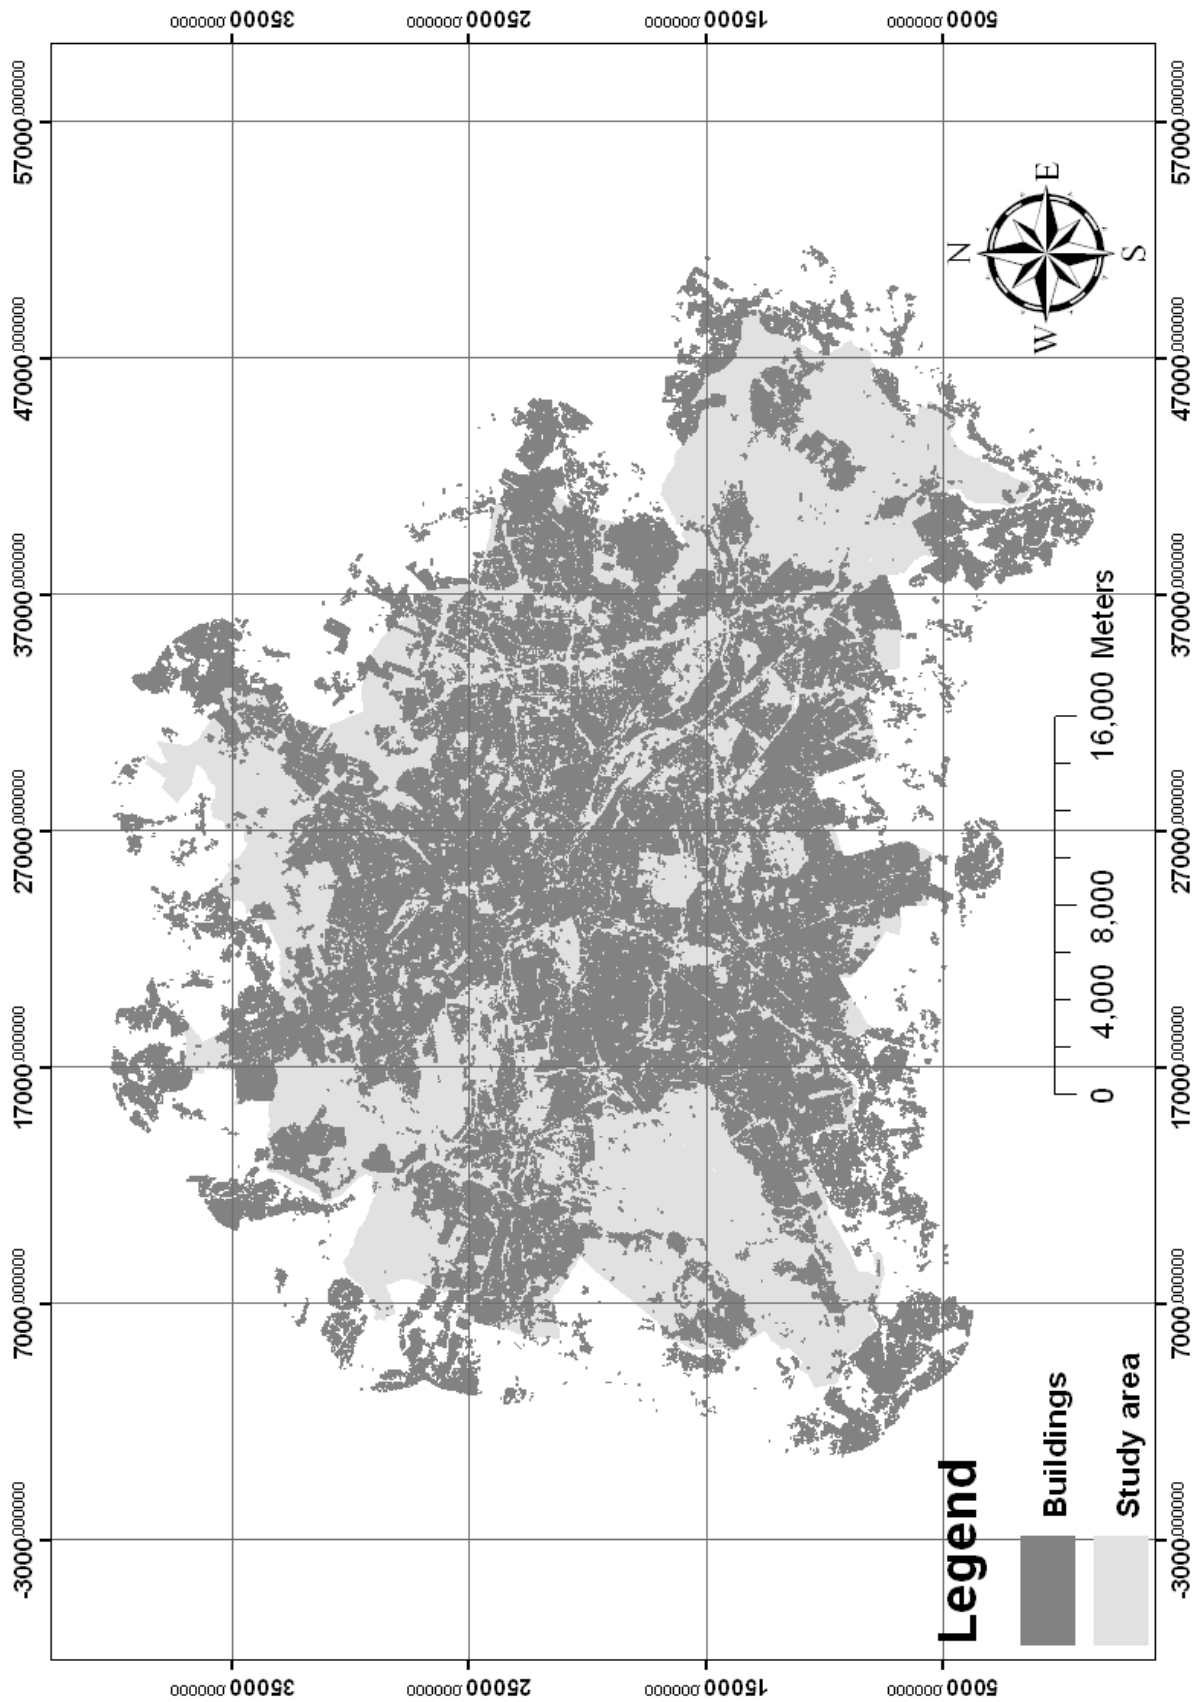 -3000.000000 7000.000000 17000.000000 27000.000000 37000.000000 47000.000000 57000.000000
35000.000000 35000.000000
25000.000000 25000.000000
15000.000000 15000.000000
5000.000000 5000.000000
N
W E
S
Legend
Buildings
Study area
0 4,000 8,000 16,000 Meters
-3000.000000 7000.000000 17000.000000 27000.000000 37000.000000 47000.000000 57000.000000